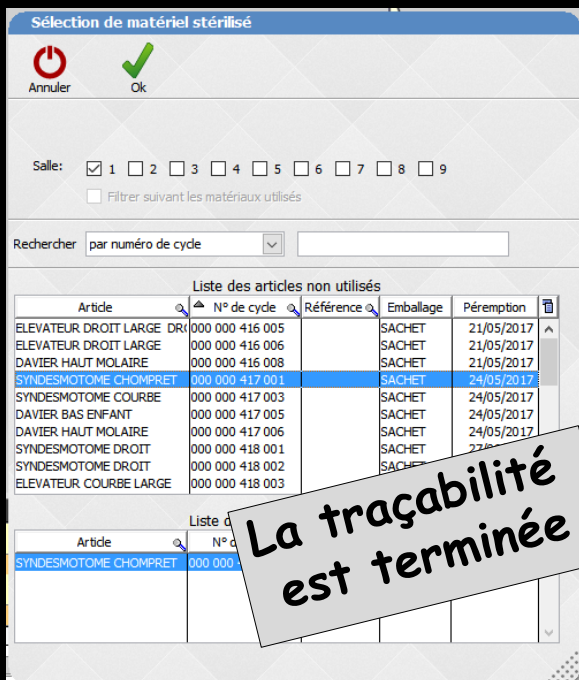 Sélection de matériel stérilisé
Annuler Ok
Salle: 1 2 3 4 5 6 7 8 9
Filtrer suivant les matériaux utilisés
Rechercher par numéro de cycle
Liste des articles non utilisés
Article N° de cycle Référence Emballage Péremption
ELEVATEUR DROIT LARGE 000 000 416 005 SACHET 21/05/2017
ELEVATEUR DROIT LARGE 000 000 416 006 SACHET 21/05/2017
DAVIER HAUT MOLAIRE 000 000 416 008 SACHET 21/05/2017
SYNDESMOTOME CHOMPRET 000 000 417 001 SACHET 24/05/2017
SYNDESMOTOME COURBE 000 000 417 003 SACHET 24/05/2017
DAVIER BAS ENFANT 000 000 417 005 SACHET 24/05/2017
DAVIER HAUT MOLAIRE 000 000 417 006 SACHET 24/05/2017
SYNDESMOTOME DROIT 000 000 418 001 SACHET
SYNDESMOTOME DROIT 000 000 418 002
ELEVATEUR COURBE LARGE 000 000 418 003
Liste
Article N°
SYNDESMOTOME CHOMPRET 000 000
La traçabilité
est terminée